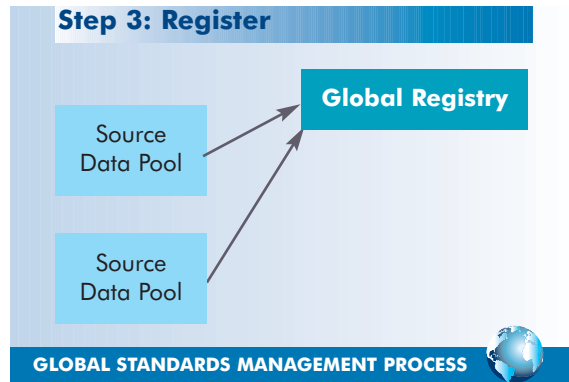 Step 3: Register
Global Registry
Source
Data Pool
Source
Data Pool
GLOBAL STANDARDS MANAGEMENT PROCESS